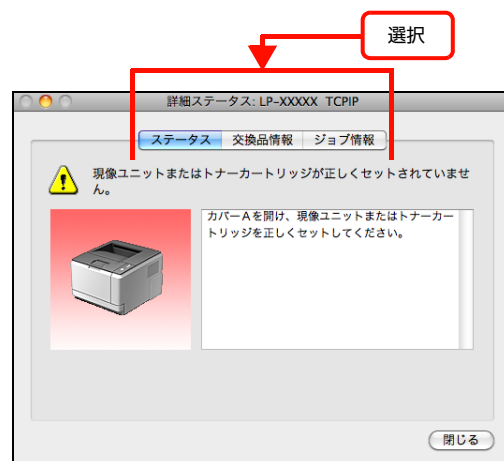 選択
詳細ステータス: LP-XXXXX TCPIP
ステータス 交換品情報 ジョブ情報
現像ユニットまたはトナーカートリッジが正しくセットされていませ
ん。
カバーAを開け、現像ユニットまたはトナーカー
トリッジを正しくセットしてください。
閉じる